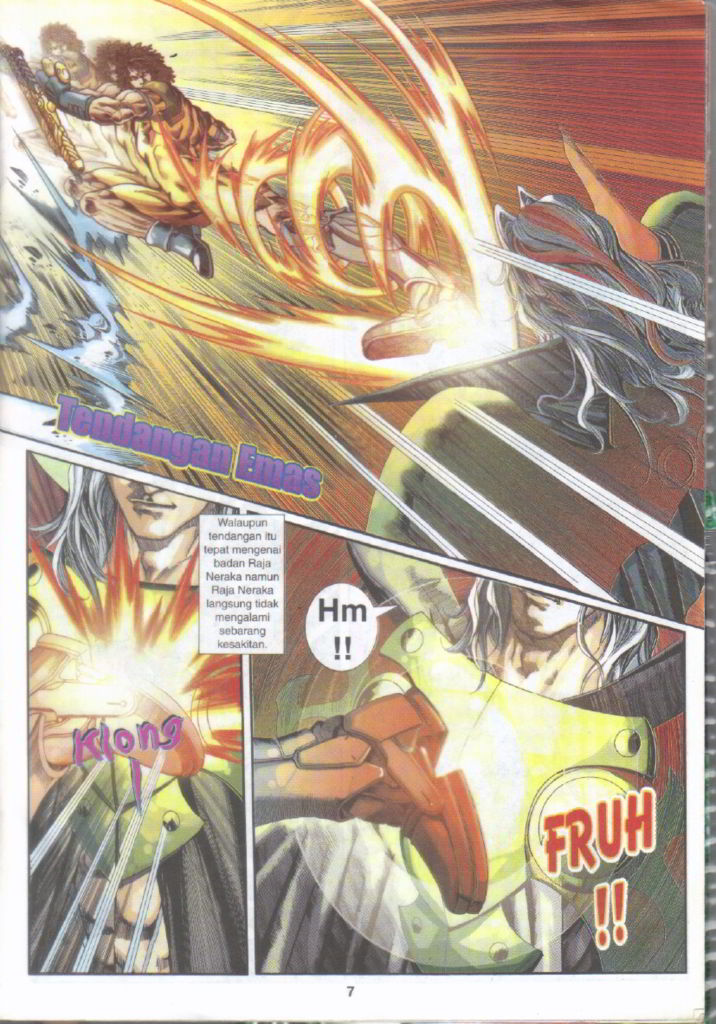 Tendangan Emas
Walaupun
tendangan itu
tepat mengenai
badan Raja
Neraka namun
Raja Neraka
langsung tidak
mengalami
sebarang
kesakitan.
Klong
!
Hm
!!
FRUH
!!
7